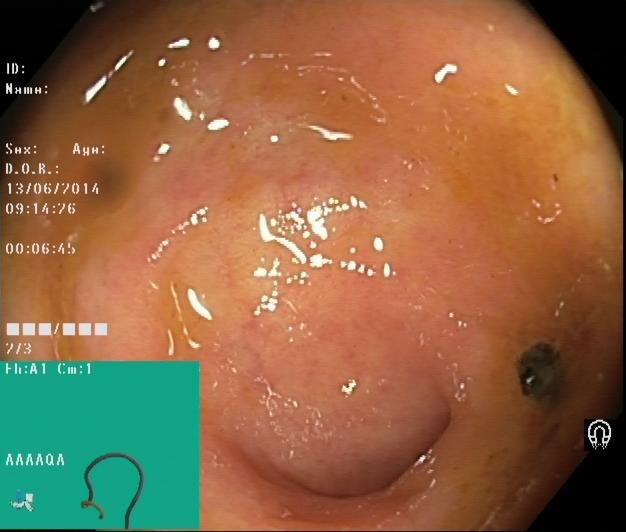 ID:
Name:
Sex: Age:
D.O.B.:
13/06/2014
09:14:26
00:06:45
■■■/■■■
2/3
Eh:A1 Cm:1
AAAAQA